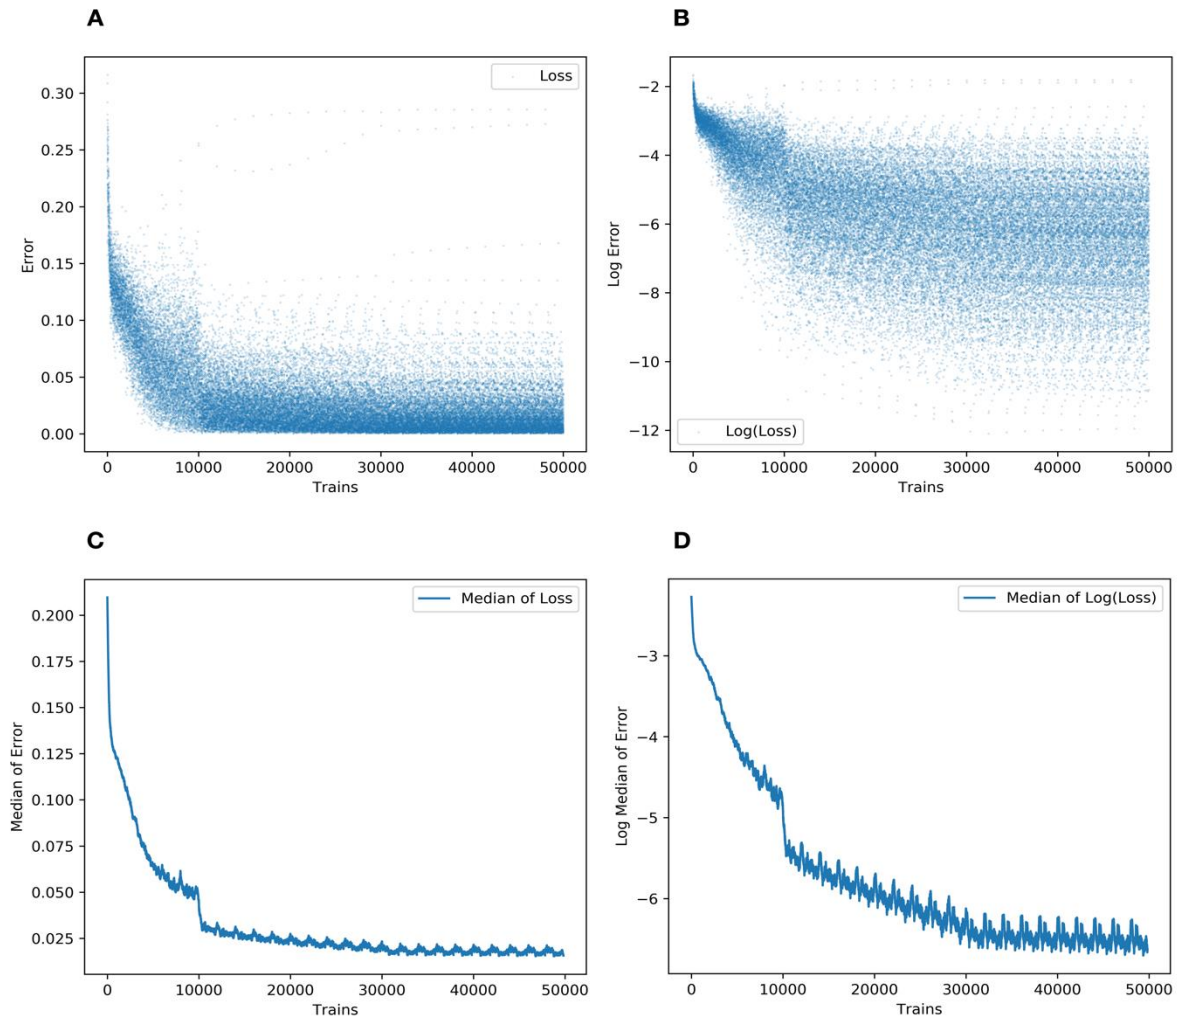 A
Loss
0.30
0.25
0.20
0.15
0.10
0.05
0.00
Error
0 10000 20000 30000 40000 50000
Trains
B
−2
−4
−6
−8
−10
−12
Log Error
Log(Loss)
0 10000 20000 30000 40000 50000
Trains
C
Median of Loss
0.200
0.175
0.150
0.125
0.100
0.075
0.050
0.025
Median of Error
0 10000 20000 30000 40000 50000
Trains
D
Median of Log(Loss)
−3
−4
−5
−6
Log Median of Error
0 10000 20000 30000 40000 50000
Trains